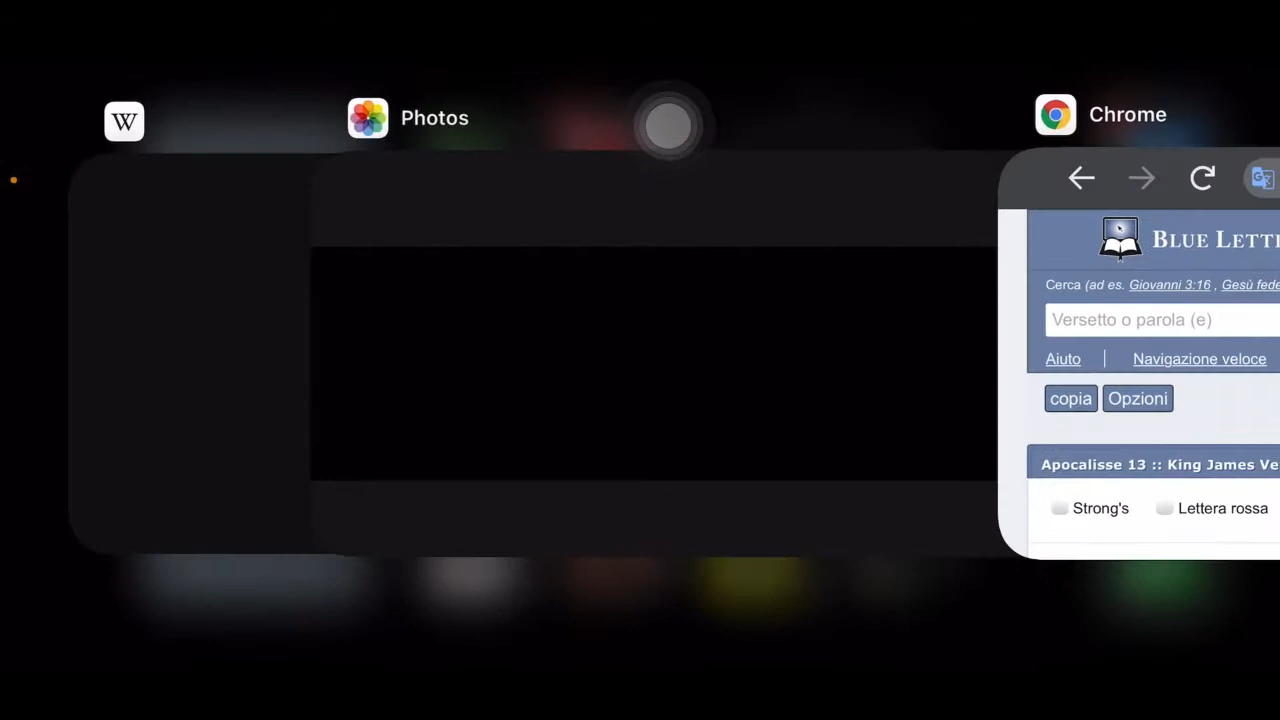 W
Photos
Chrome
BLUE LETT
Cerca (ad es. Giovanni 3:16 , Gesù fede
Versetto o parola (e)
Aiuto | Navigazione veloce
copia Opzioni
Apocalisse 13 :: King James Ve
Strong's Lettera rossa